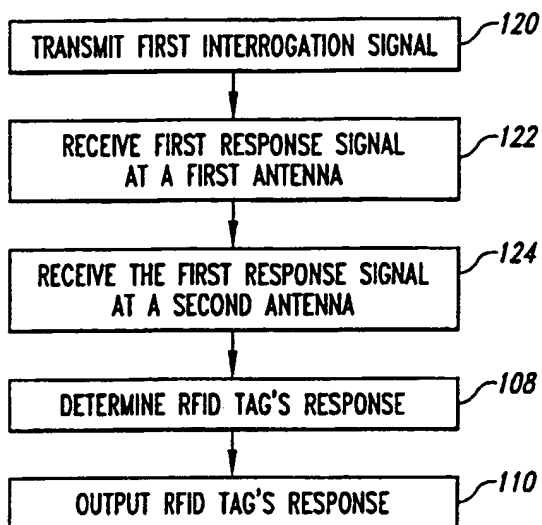 120
TRANSMIT FIRST INTERROGATION SIGNAL
122
RECEIVE FIRST RESPONSE SIGNAL
AT A FIRST ANTENNA
124
RECEIVE THE FIRST RESPONSE SIGNAL
AT A SECOND ANTENNA
108
DETERMINE RFID TAG'S RESPONSE
110
OUTPUT RFID TAG'S RESPONSE